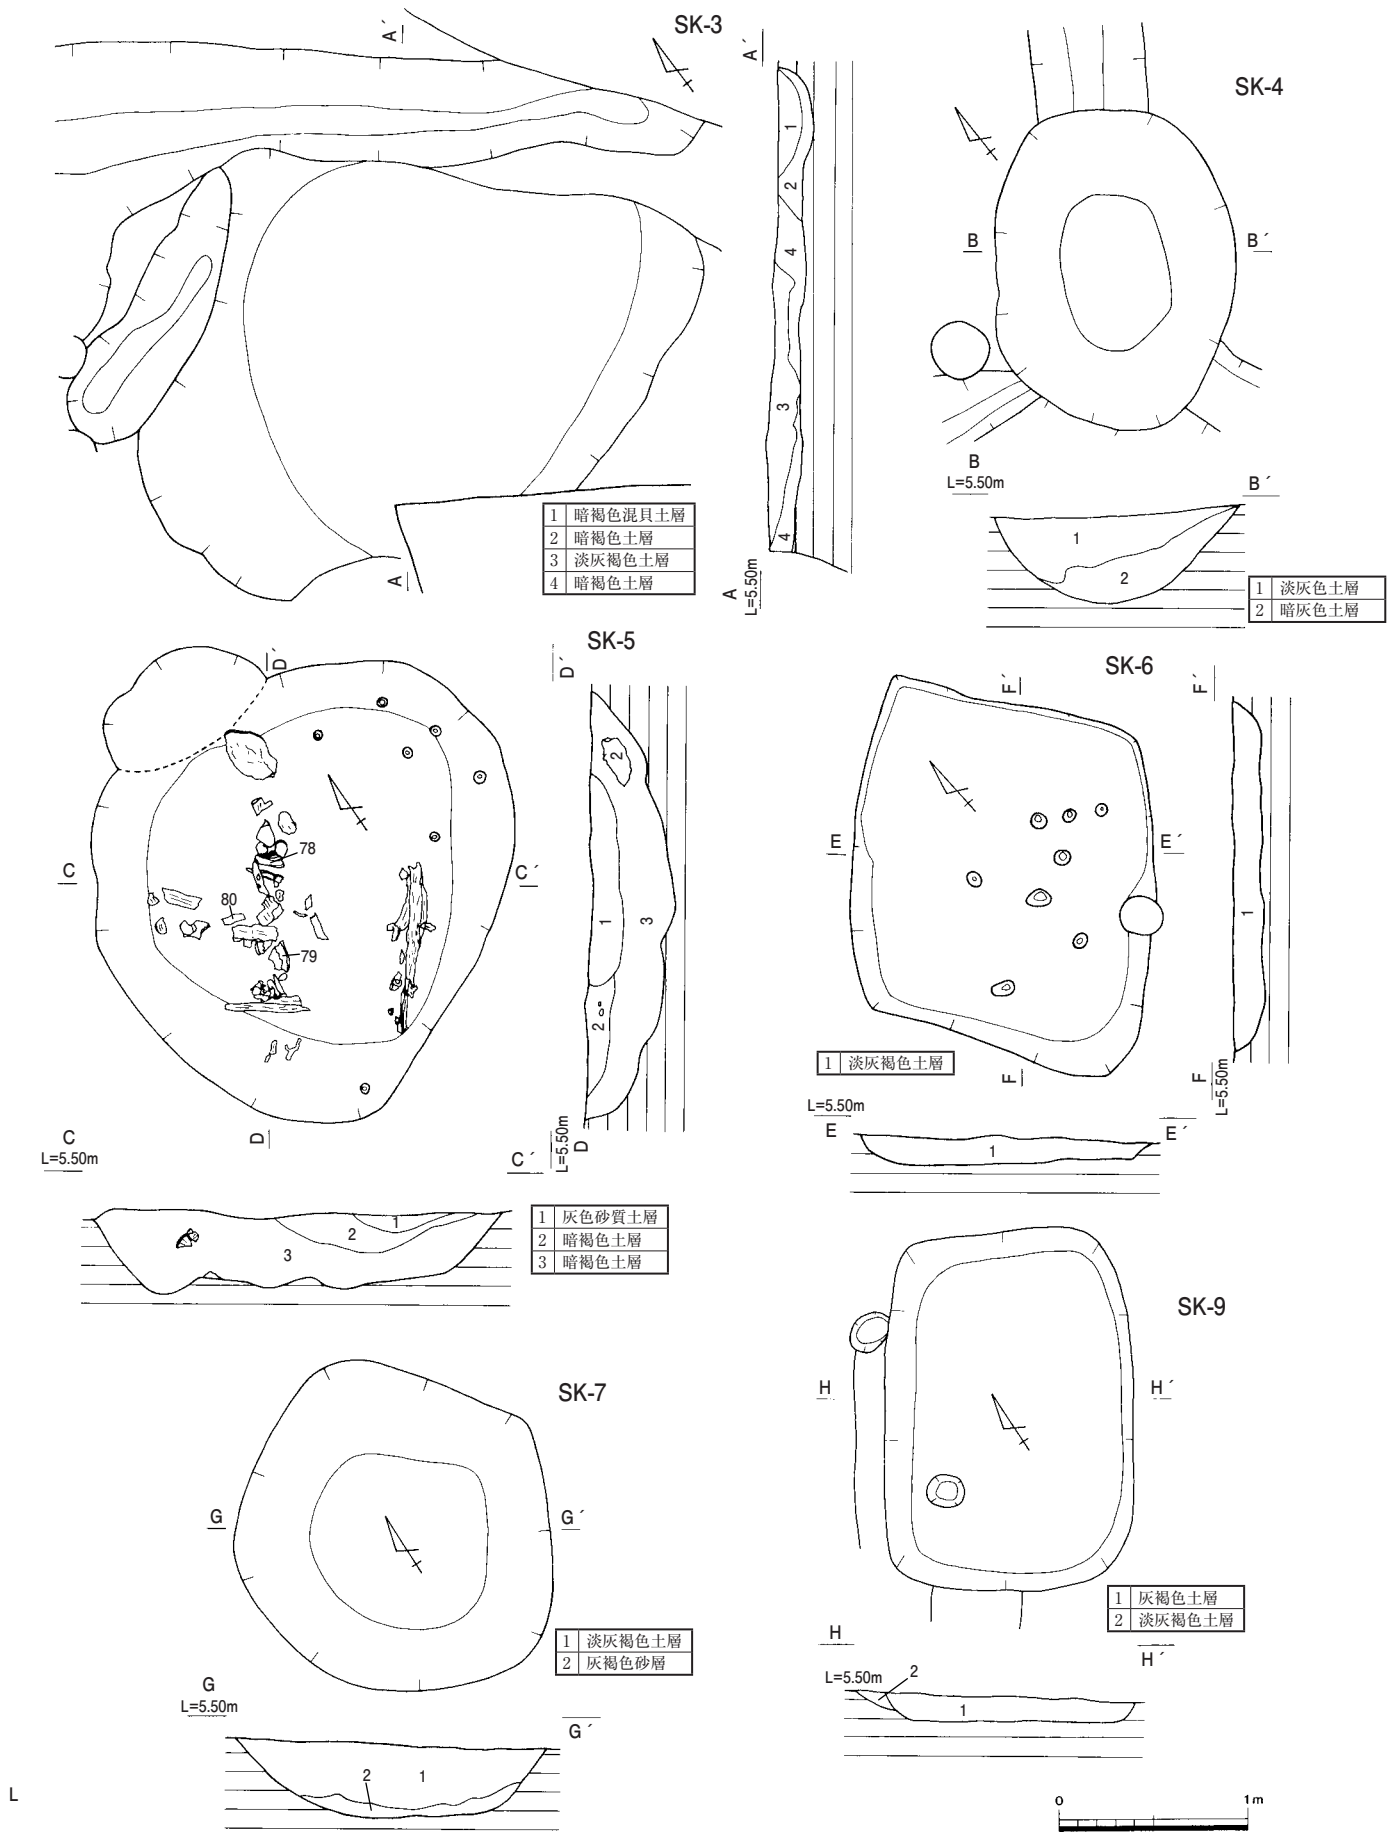 SK-3
A´
A
A´
1
2
4
3
4
A
L=5.50m
1 暗褐色混貝土層
2 暗褐色土層
3 淡灰褐色土層
4 暗褐色土層
SK-4
B
B´
B
L=5.50m
B´
1
2
1 淡灰色土層
2 暗灰色土層
SK-5
D´
C
C´
78
80
79
D
D´
2
1
3
2
D
L=5.50m
C
L=5.50m
C´
1
2
3
1 灰色砂質土層
2 暗褐色土層
3 暗褐色土層
SK-6
F´
E
E´
F
F´
1
F
L=5.50m
1 淡灰褐色土層
L=5.50m
E
E´
1
SK-7
G
G´
1 淡灰褐色土層
2 灰褐色砂層
G
L=5.50m
G´
2
1
SK-9
H
H´
1 灰褐色土層
2 淡灰褐色土層
H
L=5.50m
H´
2
1
L
0 1m